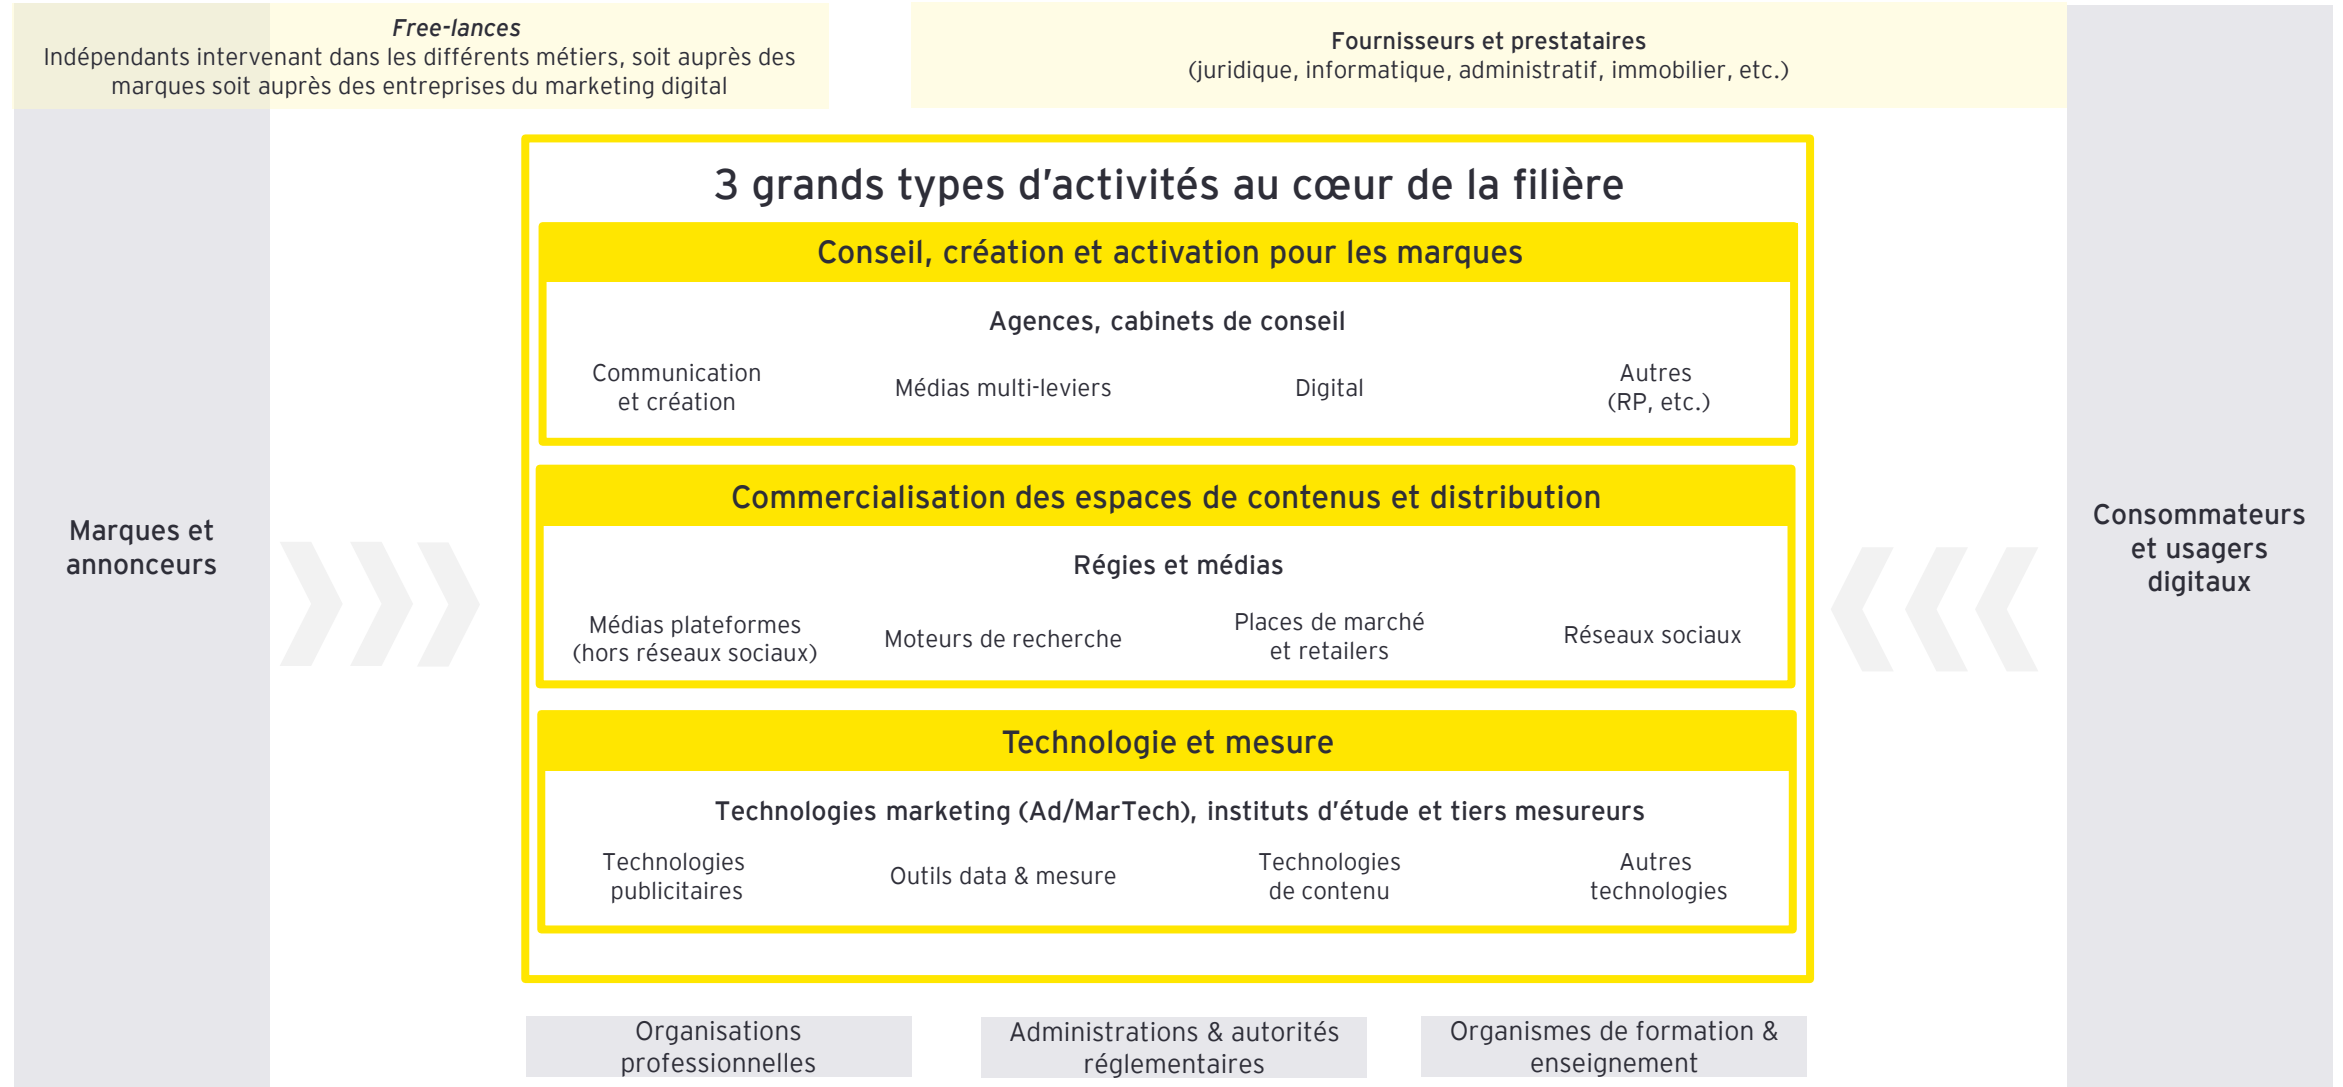 Free-lances
Indépendants intervenant dans les différents métiers, soit auprès des
marques soit auprès des entreprises du marketing digital
Fournisseurs et prestataires
(juridique, informatique, administratif, immobilier, etc.)
Marques et
annonceurs
3 grands types d'activités au cœur de la filière
Conseil, création et activation pour les marques
Agences, cabinets de conseil
Communication
et création
Médias multi-leviers
Digital
Autres
(RP, etc.)
Commercialisation des espaces de contenus et distribution
Régies et médias
Médias plateformes
(hors réseaux sociaux)
Moteurs de recherche
Places de marché
et retailers
Réseaux sociaux
Technologie et mesure
Technologies marketing (Ad/MarTech), instituts d'étude et tiers mesureurs
Technologies
publicitaires
Outils data & mesure
Technologies
de contenu
Autres
technologies
Consommateurs
et usagers
digitaux
Organisations
professionnelles
Administrations & autorités
réglementaires
Organismes de formation &
enseignement